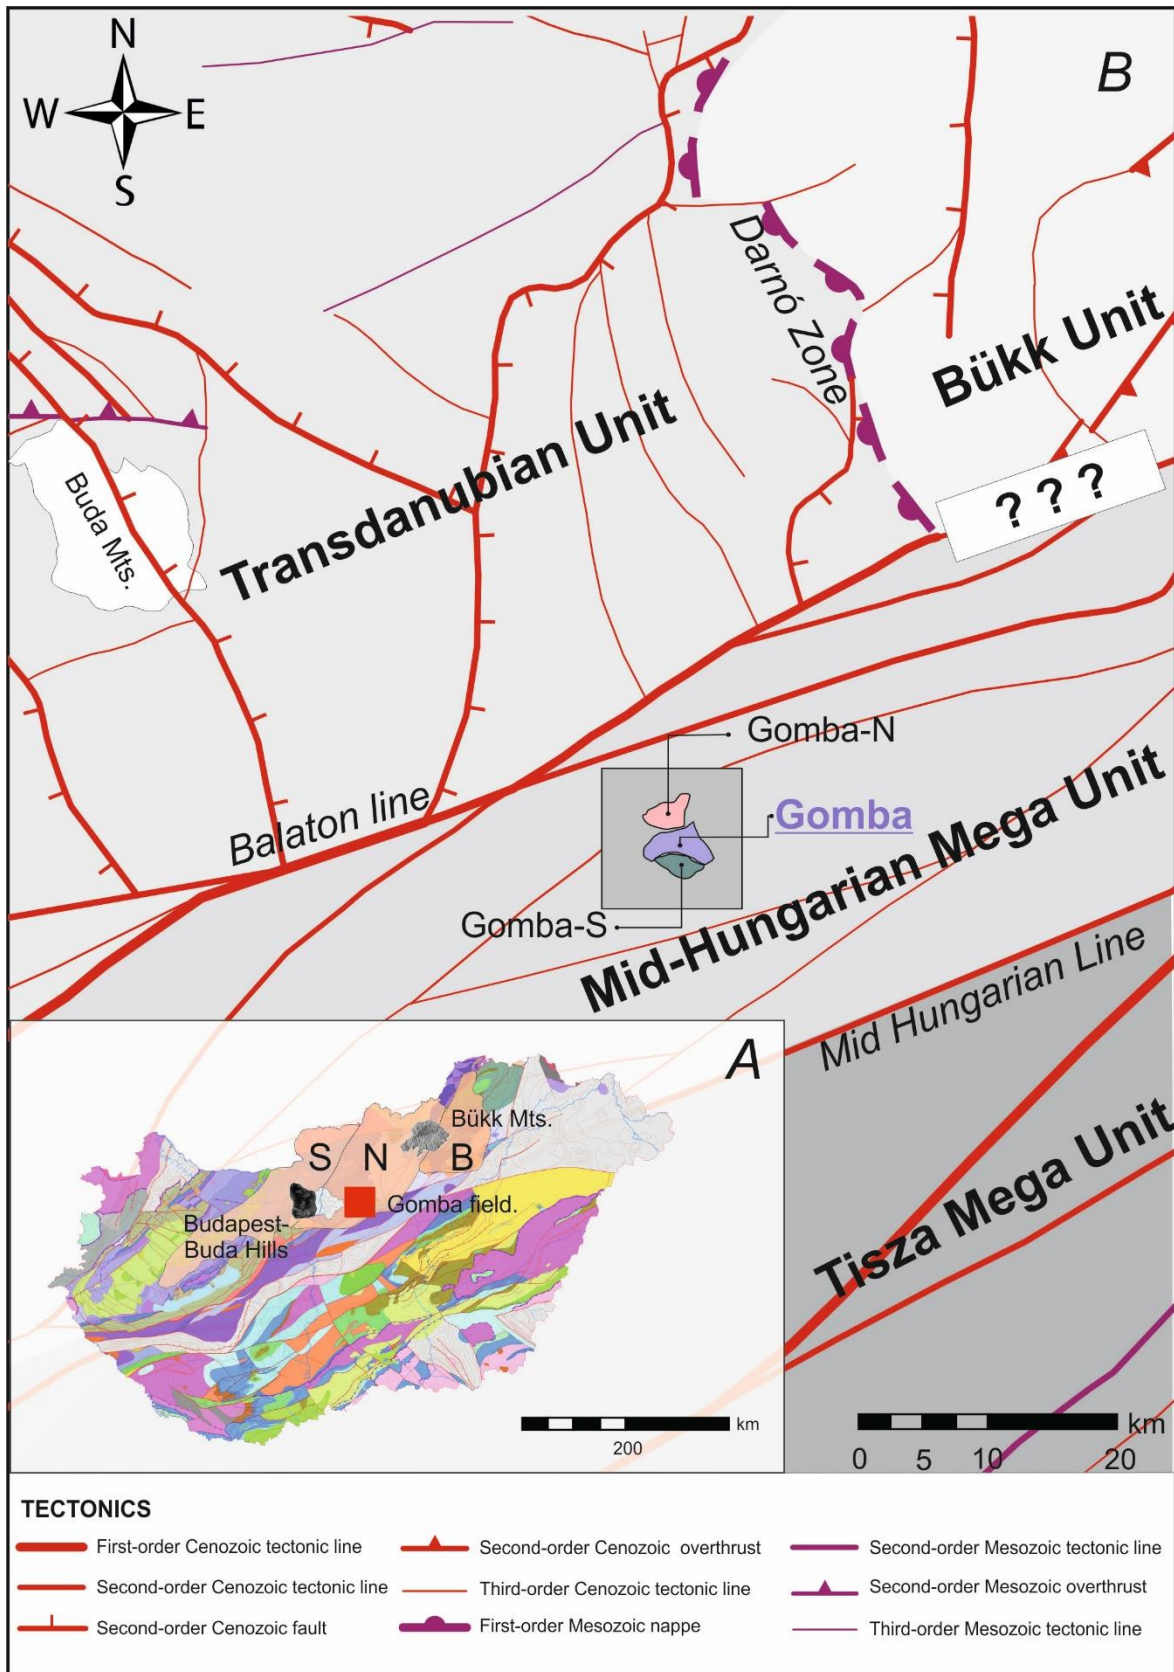 N
B
W
E
S
Darnó Zone
Bükk Unit
Transdanubian Unit
? ? ?
Buda Mts.
Gomba-N
Balaton line
Gomba
Gomba-S
Mid-Hungarian Mega Unit
Mid Hungarian Line
Tisza Mega Unit
A
Bükk Mts.
S
N
B
Gomba field.
Budapest-
Buda Hills
km
200
km
0 5 10 20
TECTONICS
First-order Cenozoic tectonic line
Second-order Cenozoic overthrust
Second-order Mesozoic tectonic line
Second-order Cenozoic tectonic line
Third-order Cenozoic tectonic line
Second-order Mesozoic overthrust
Second-order Cenozoic fault
First-order Mesozoic nappe
Third-order Mesozoic tectonic line